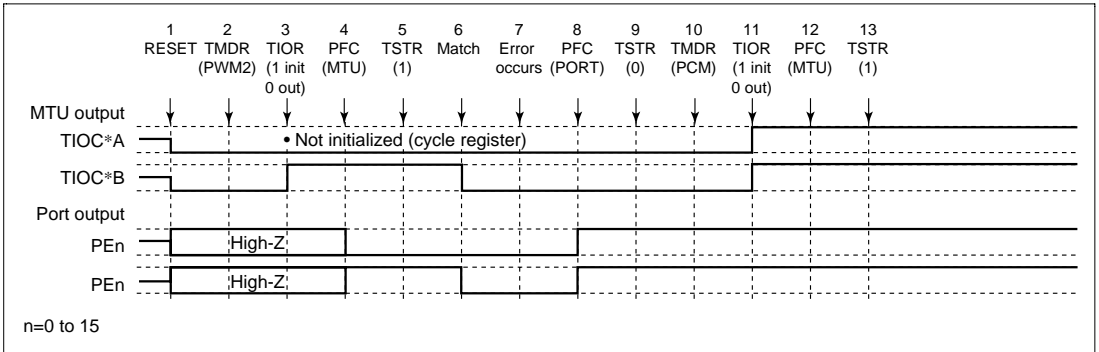 1 2 3 4 5 6 7 8 9 10 11 12 13
RESET TMDR TIOR PFC TSTR Match Error PFC TSTR TMDR TIOR PFC TSTR
(PWM2) (1 init (MTU) (1) occurs (PORT) (0) (PCM) (1 init (MTU) (1)
0 out) 0 out)
MTU output
TIOC*A • Not initialized (cycle register)
TIOC*B
Port output
PEn High-Z
PEn High-Z
n=0 to 15